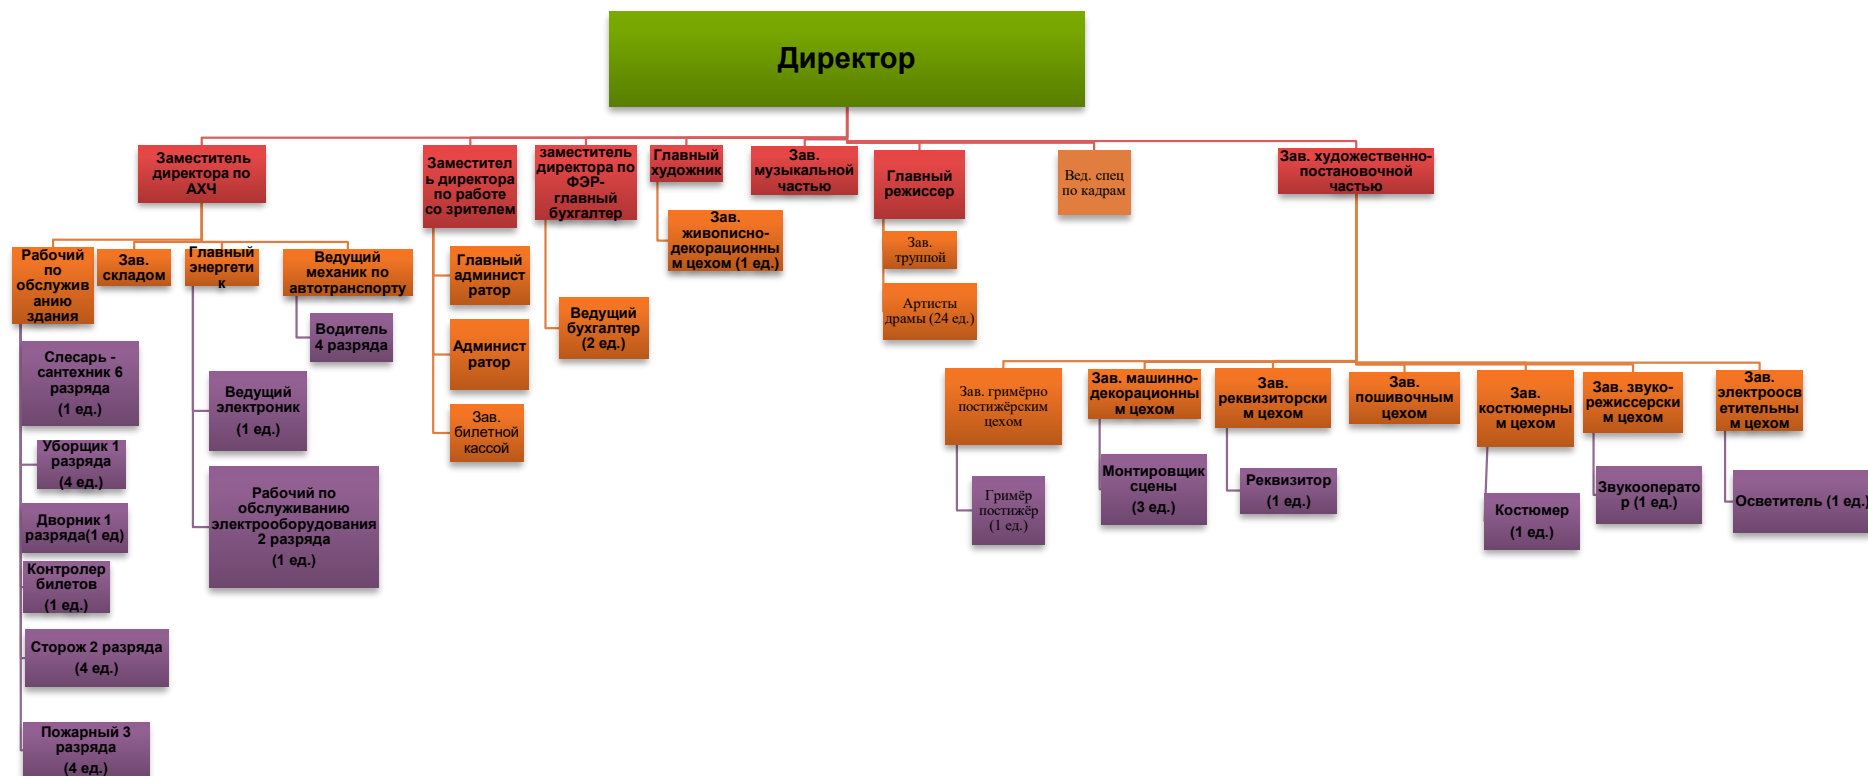 Директор
Заместитель
директора по
АХЧ
Заместител
ь директора
по работе
со зрителем
заместитель
директора по
ФЭР-
главный
бухгалтер
Главный
художник
Зав.
музыкальной
частью
Главный
режиссер
Вед. спец
по кадрам
Зав. художественно-
постановочной
частью
Рабочий
по
обслужив
анию
здания
Зав.
складом
Главный
энергети
к
Ведущий
механик по
автотранспорту
Слесарь -
сантехник 6
разряда
(1 ед.)
Уборщик 1
разряда
(4 ед.)
Дворник 1
разряда(1 ед)
Контролер
билетов
(1 ед.)
Сторож 2 разряда
(4 ед.)
Пожарный 3
разряда
(4 ед.)
Ведущий
электроник
(1 ед.)
Рабочий по
обслуживанию
электрооборудования
2 разряда
(1 ед.)
Водитель
4 разряда
Главный
админист
ратор
Админист
ратор
Зав.
билетной
кассой
Ведущий
бухгалтер
(2 ед.)
Зав.
живописно-
декорационны
м цехом (1 ед.)
Зав.
труппой
Артисты
драмы (24 ед.)
Зав. гримёрно
постижёрским
цехом
Гримёр
постижёр
(1 ед.)
Зав. машинно-
декорационны
м цехом
Монтировщик
сцены
(3 ед.)
Зав.
реквизиторски
м цехом
Реквизитор
(1 ед.)
Зав.
пошивочным
цехом
Зав.
костюмерны
м цехом
Костюмер
(1 ед.)
Зав. звуко-
режиссерски
м цехом
Звукооперато
р (1 ед.)
Зав.
электроосв
етительны
м цехом
Осветитель (1 ед.)